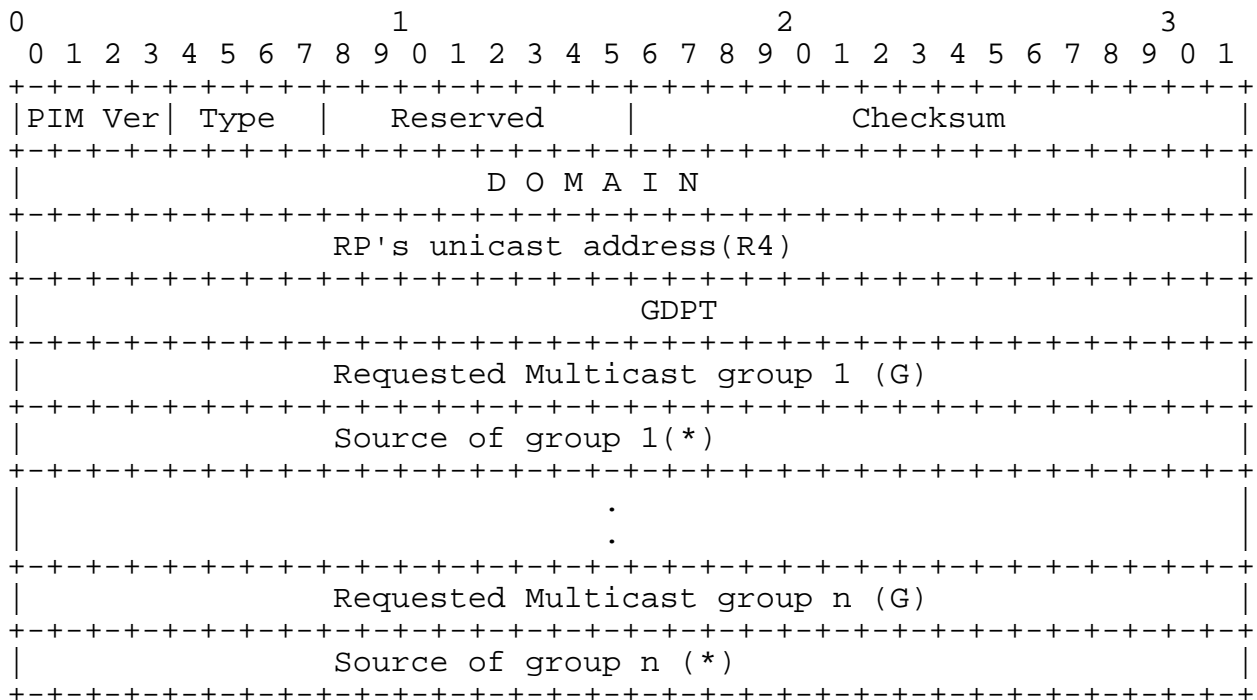 0                   1                   2                   3
 0 1 2 3 4 5 6 7 8 9 0 1 2 3 4 5 6 7 8 9 0 1 2 3 4 5 6 7 8 9 0 1
+-+-+-+-+-+-+-+-+-+-+-+-+-+-+-+-+-+-+-+-+-+-+-+-+-+-+-+-+-+-+-+-+
|PIM Ver| Type  |   Reserved    |           Checksum            |
+-+-+-+-+-+-+-+-+-+-+-+-+-+-+-+-+-+-+-+-+-+-+-+-+-+-+-+-+-+-+-+-+
|                        D O M A I N                            |
+-+-+-+-+-+-+-+-+-+-+-+-+-+-+-+-+-+-+-+-+-+-+-+-+-+-+-+-+-+-+-+-+
|                RP's unicast address(R4)                       |
+-+-+-+-+-+-+-+-+-+-+-+-+-+-+-+-+-+-+-+-+-+-+-+-+-+-+-+-+-+-+-+-+
|                                GDPT                           |
+-+-+-+-+-+-+-+-+-+-+-+-+-+-+-+-+-+-+-+-+-+-+-+-+-+-+-+-+-+-+-+-+
|                Requested Multicast group 1 (G)                |
+-+-+-+-+-+-+-+-+-+-+-+-+-+-+-+-+-+-+-+-+-+-+-+-+-+-+-+-+-+-+-+-+
|                Source of group 1(*)                           |
+-+-+-+-+-+-+-+-+-+-+-+-+-+-+-+-+-+-+-+-+-+-+-+-+-+-+-+-+-+-+-+-+
|                              .                                |
|                              .                                |
+-+-+-+-+-+-+-+-+-+-+-+-+-+-+-+-+-+-+-+-+-+-+-+-+-+-+-+-+-+-+-+-+
|                Requested Multicast group n (G)                |
+-+-+-+-+-+-+-+-+-+-+-+-+-+-+-+-+-+-+-+-+-+-+-+-+-+-+-+-+-+-+-+-+
|                Source of group n (*)                          |
+-+-+-+-+-+-+-+-+-+-+-+-+-+-+-+-+-+-+-+-+-+-+-+-+-+-+-+-+-+-+-+-+